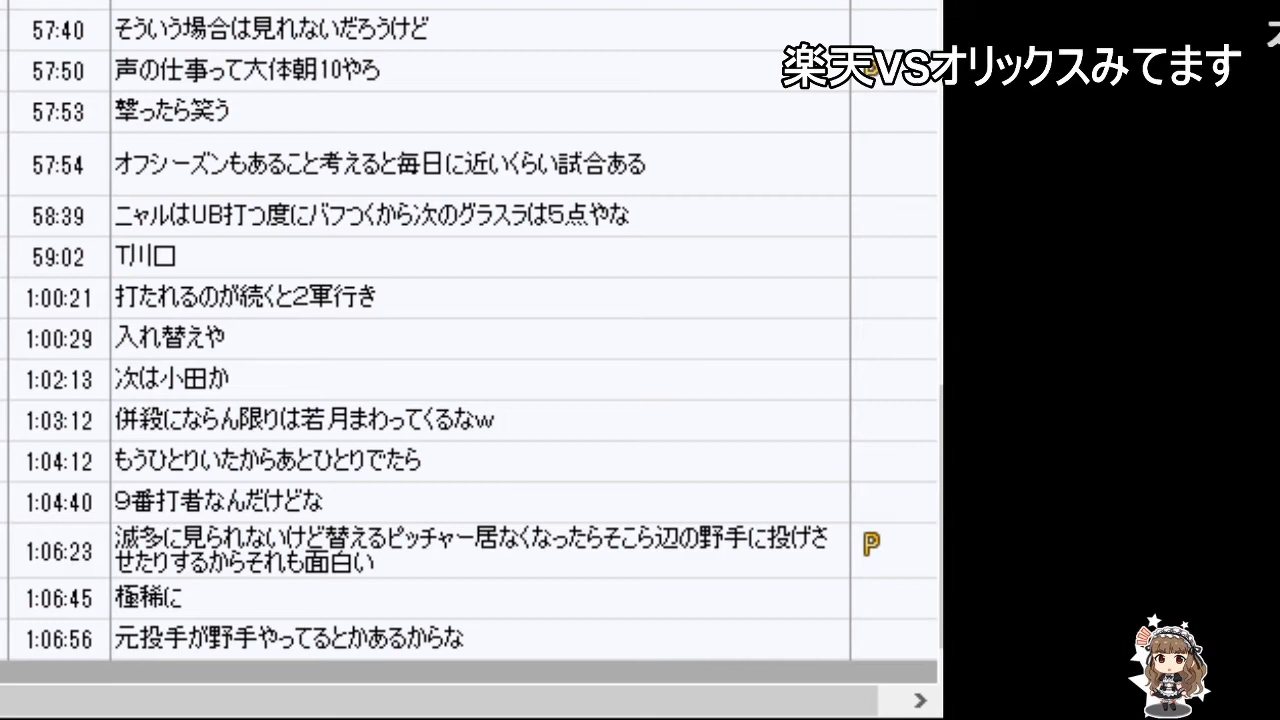 57:40 そういう場合は見れないだろうけど
57:50 声の仕事って大体朝10やろ
楽天VSオリックスみてます
57:53 撃ったら笑う
57:54 オフシーズンもあること考えると毎日に近いくらい試合ある
58:39 ニャルはUB打つ度にバフつくから次のグラスラは5点やな
59:02 T川口
1:00:21 打たれるのが続くと2軍行き
1:00:29 入れ替えや
1:02:13 次は小田か
1:03:12 併殺にならん限りは若月まわってくるなw
1:04:12 もうひとりいたからあとひとりでたら
1:04:40 9番打者なんだけどな
1:06:23 滅多に見られないけど替えるピッチャー居なくなったらそこら辺の野手に投げさ
せたりするからそれも面白い
P
1:06:45 極稀に
1:06:56 元投手が野手やってるとかあるからな